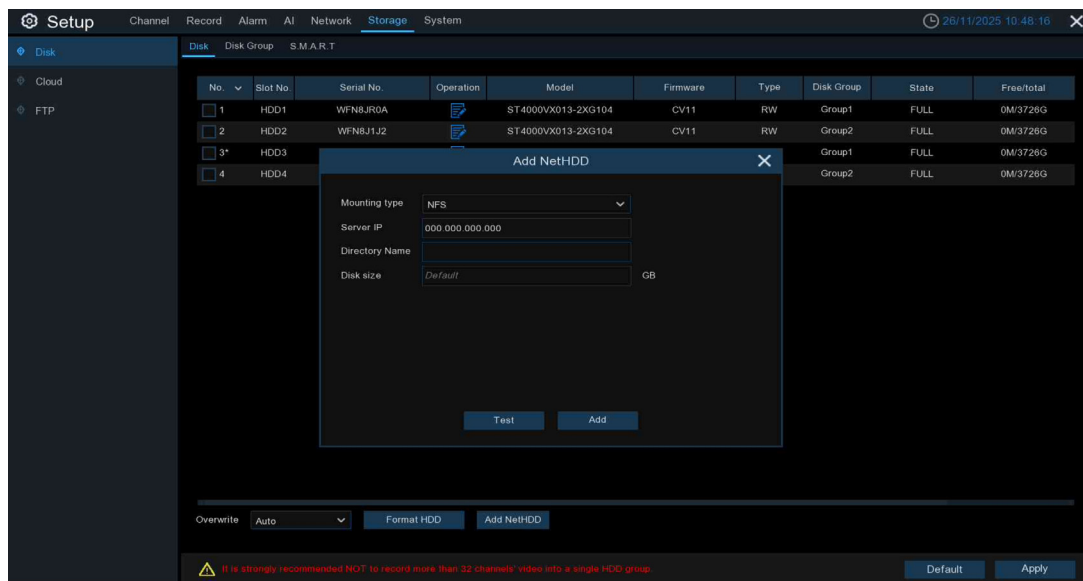 Setup Channel Record Alarm AI Network Storage System 26/11/2025 10:48:16
Disk
Cloud
FTP
Disk Disk Group S.M.A.R.T
No. Slot No Serial No. Operation Model Firmware Type Disk Group State Free/total
1 HDD1 WFN8JR0A ST4000VX013-2XG104 CV11 RW Group1 FULL 0M/3726G
2 HDD2 WFN8J1J2 ST4000VX013-2XG104 CV11 RW Group2 FULL 0M/3726G
3* HDD3 Group1 FULL 0M/3726G
4 HDD4 Group2 FULL 0M/3726G
Add NetHDD
Mounting type NFS
Server IP 000.000.000.000
Directory Name
Disk size Default GB
Test Add
Overwrite Auto Format HDD Add NetHDD
It is strongly recommended NOT to record more than 32 channels' video into a single HDD group.
Default Apply